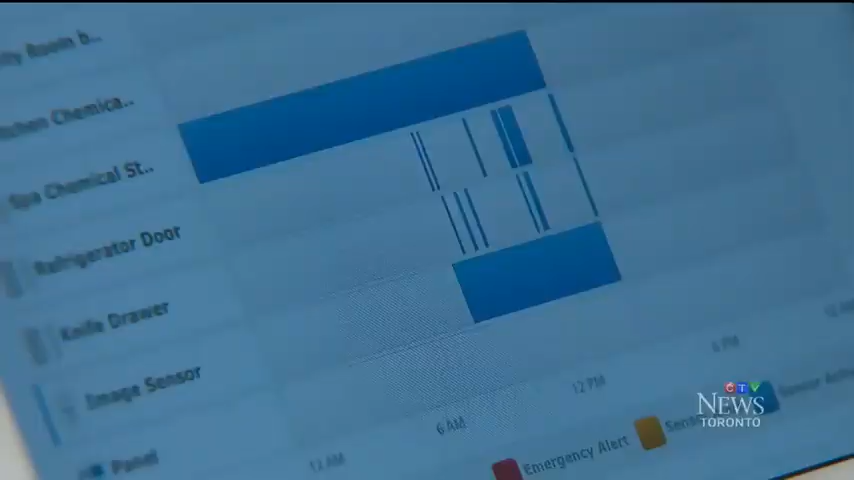 Room b...
Chemica...
Spa Chemical St...
Refrigerator Door
Knife Drawer
Image Sensor
Panel
12 AM
6 AM
12 PM
6 PM
Emergency Alert
CTV
NEWS
TORONTO